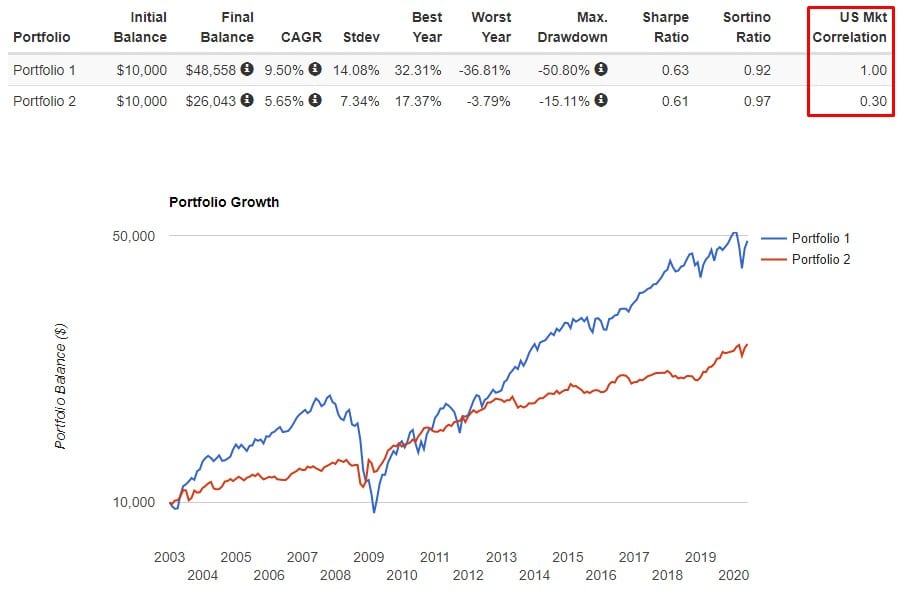 Portfolio Initial Balance Final Balance CAGR Stdev Best Year Worst Year Max. Drawdown Sharpe Ratio Sortino Ratio US Mkt Correlation
Portfolio 1 $10,000 $48,558 9.50% 14.08% 32.31% -36.81% -50.80% 0.63 0.92 1.00
Portfolio 2 $10,000 $26,043 5.65% 7.34% 17.37% -3.79% -15.11% 0.61 0.97 0.30
Portfolio Growth
50,000
Portfolio 1
Portfolio 2
Portfolio Balance ($)
10,000
2003 2005 2007 2009 2011 2013 2015 2017 2019
2004 2006 2008 2010 2012 2014 2016 2018 2020